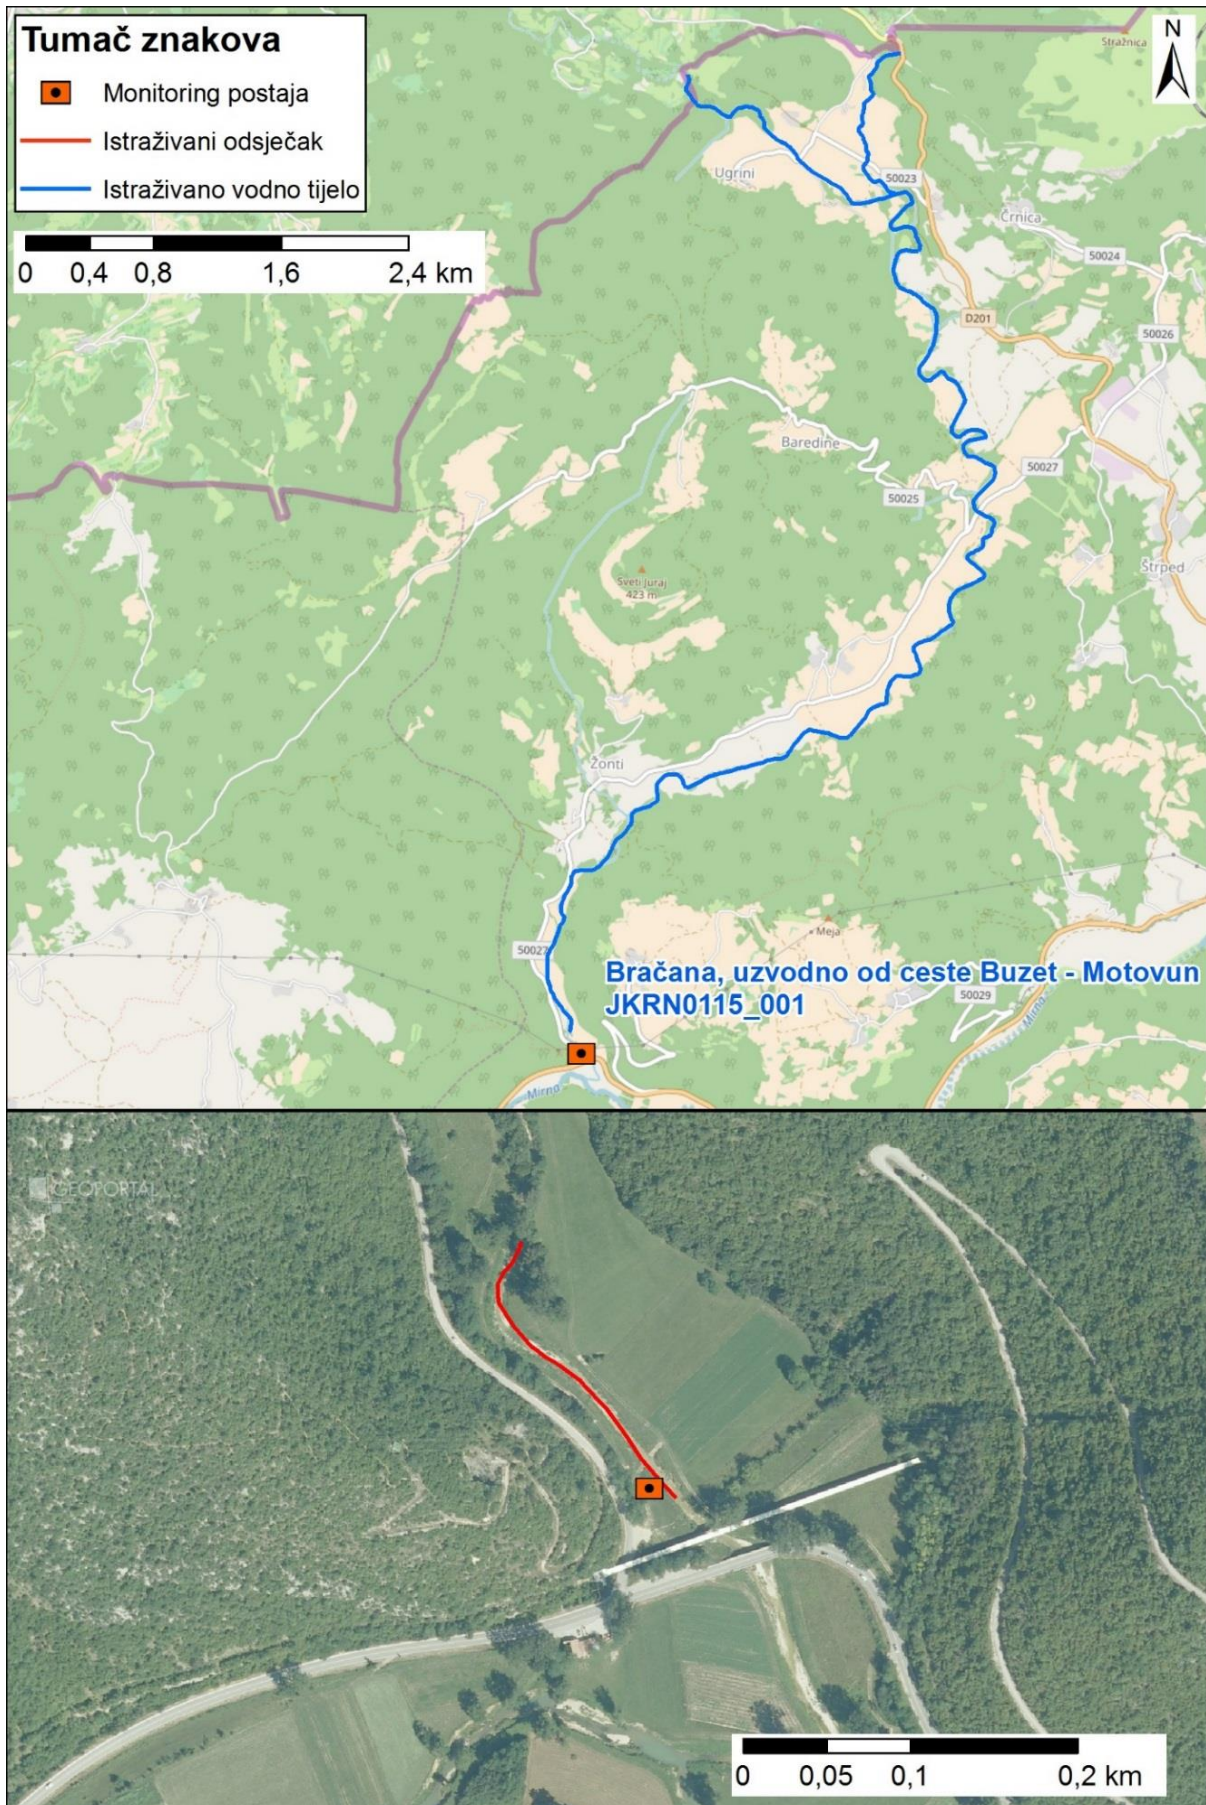 Tumač znakova
Monitoring postaja
Istraživani odsječak
Istraživano vodno tijelo
0 0,4 0,8 1,6 2,4 km
N
Stražnica
Ugrini
50023
Črnica
50024
D201
50026
Baredine
50027
50025
Sveti Juraj
423 m
Štrped
Žonti
Meja
50027
Bračana, uzvodno od ceste Buzet - Motovun
JKRN0115_001
50029
Mirna
Mirna
GEOPORTAL
0 0,05 0,1 0,2 km